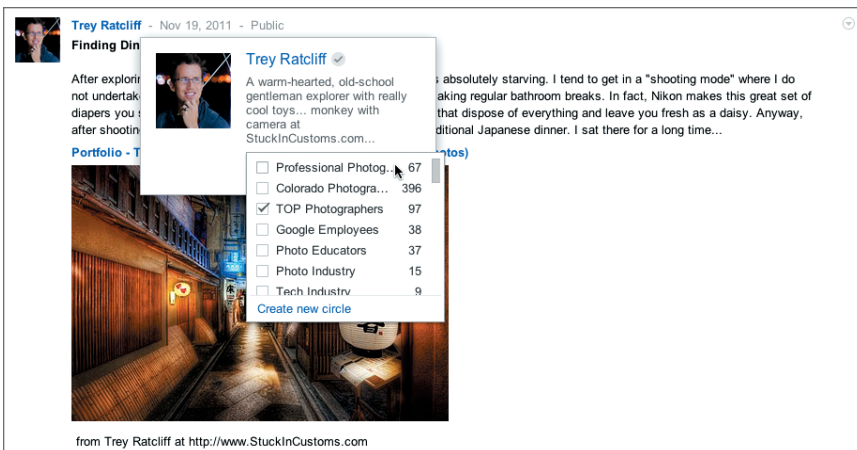 Trey Ratcliff - Nov 19, 2011 - Public
Finding Din
After explorin
s absolutely starving. I tend to get in a "shooting mode" where I do
not undertak
aking regular bathroom breaks. In fact, Nikon makes this great set of
diapers you s
that dispose of everything and leave you fresh as a daisy. Anyway,
after shootin
ditional Japanese dinner. I sat there for a long time...
Portfolio - T
otos)
Trey Ratcliff
A warm-hearted, old-school
gentleman explorer with really
cool toys... monkey with
camera at
StuckInCustoms.com...
Professional Photog... 67
Colorado Photogra... 396
TOP Photographers 97
Google Employees 38
Photo Educators 37
Photo Industry 15
Tech Industry 9
Create new circle
from Trey Ratcliff at http://www.StuckInCustoms.com